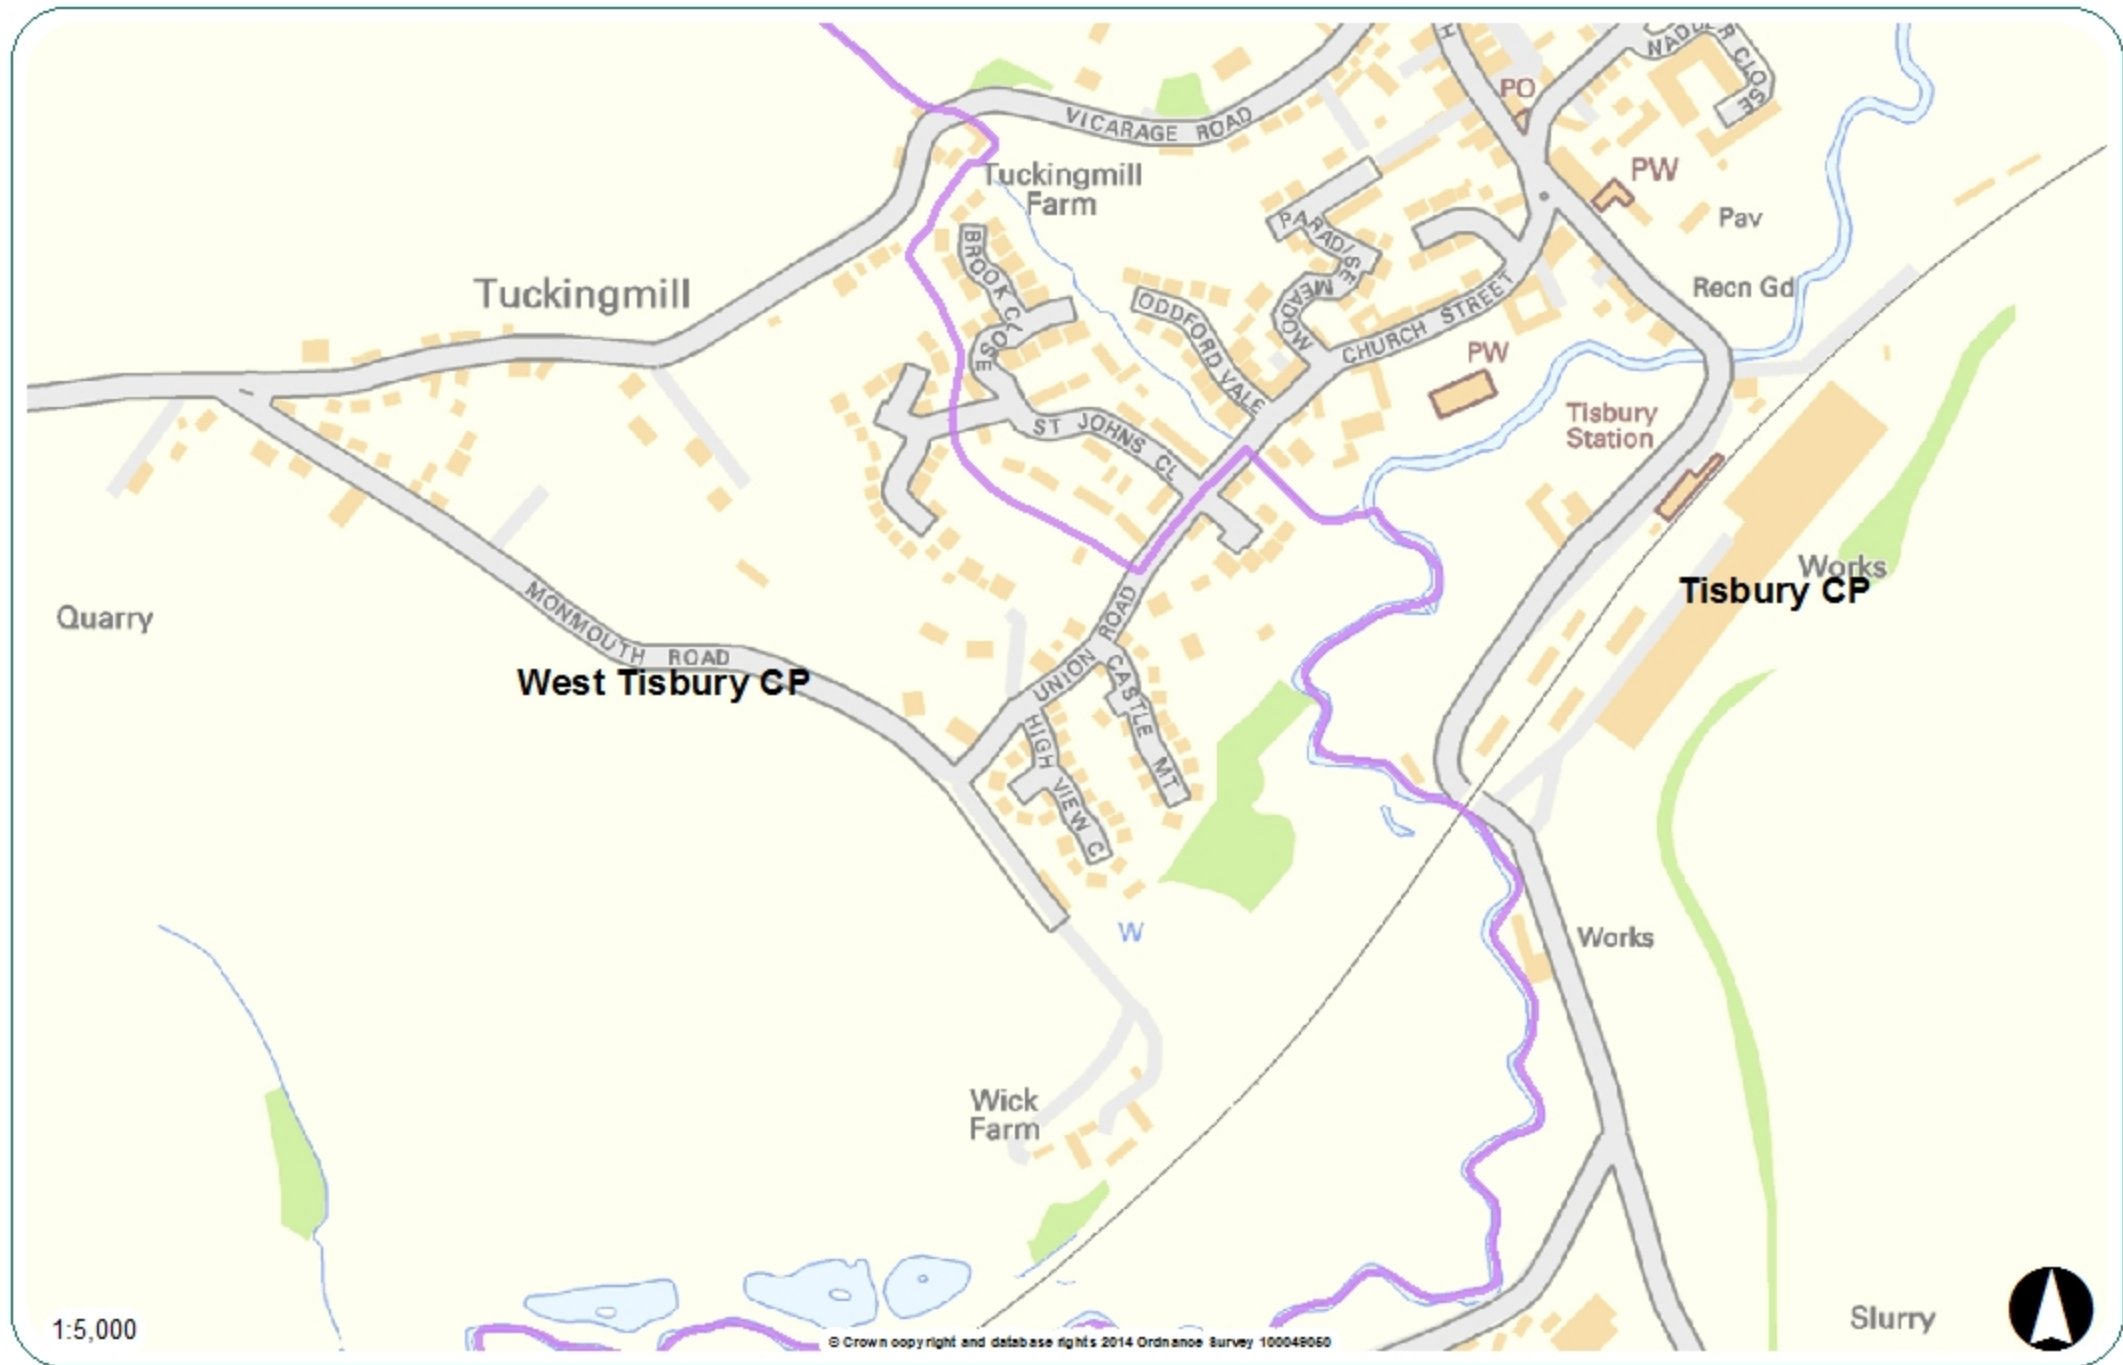 NADDER CLOSE
H
PO
VICARAGE ROAD
PW
Tuckingmill
Farm
Pav
PARADISE MEADOW
BROOK CLOSE
Tuckingmill
Recn Gd
ODDFORD VALE
CHURCH STREET
PW
Tisbury
Station
ST JOHNS CL
Works
Tisbury CP
MONMOUTH ROAD
Quarry
UNION ROAD
West Tisbury CP
CASTLE MT
HIGH VIEW C
W
Works
Wick
Farm
Slurry
1:5,000
© Crown copyright and database rights 2014 Ordnance Survey 100049050